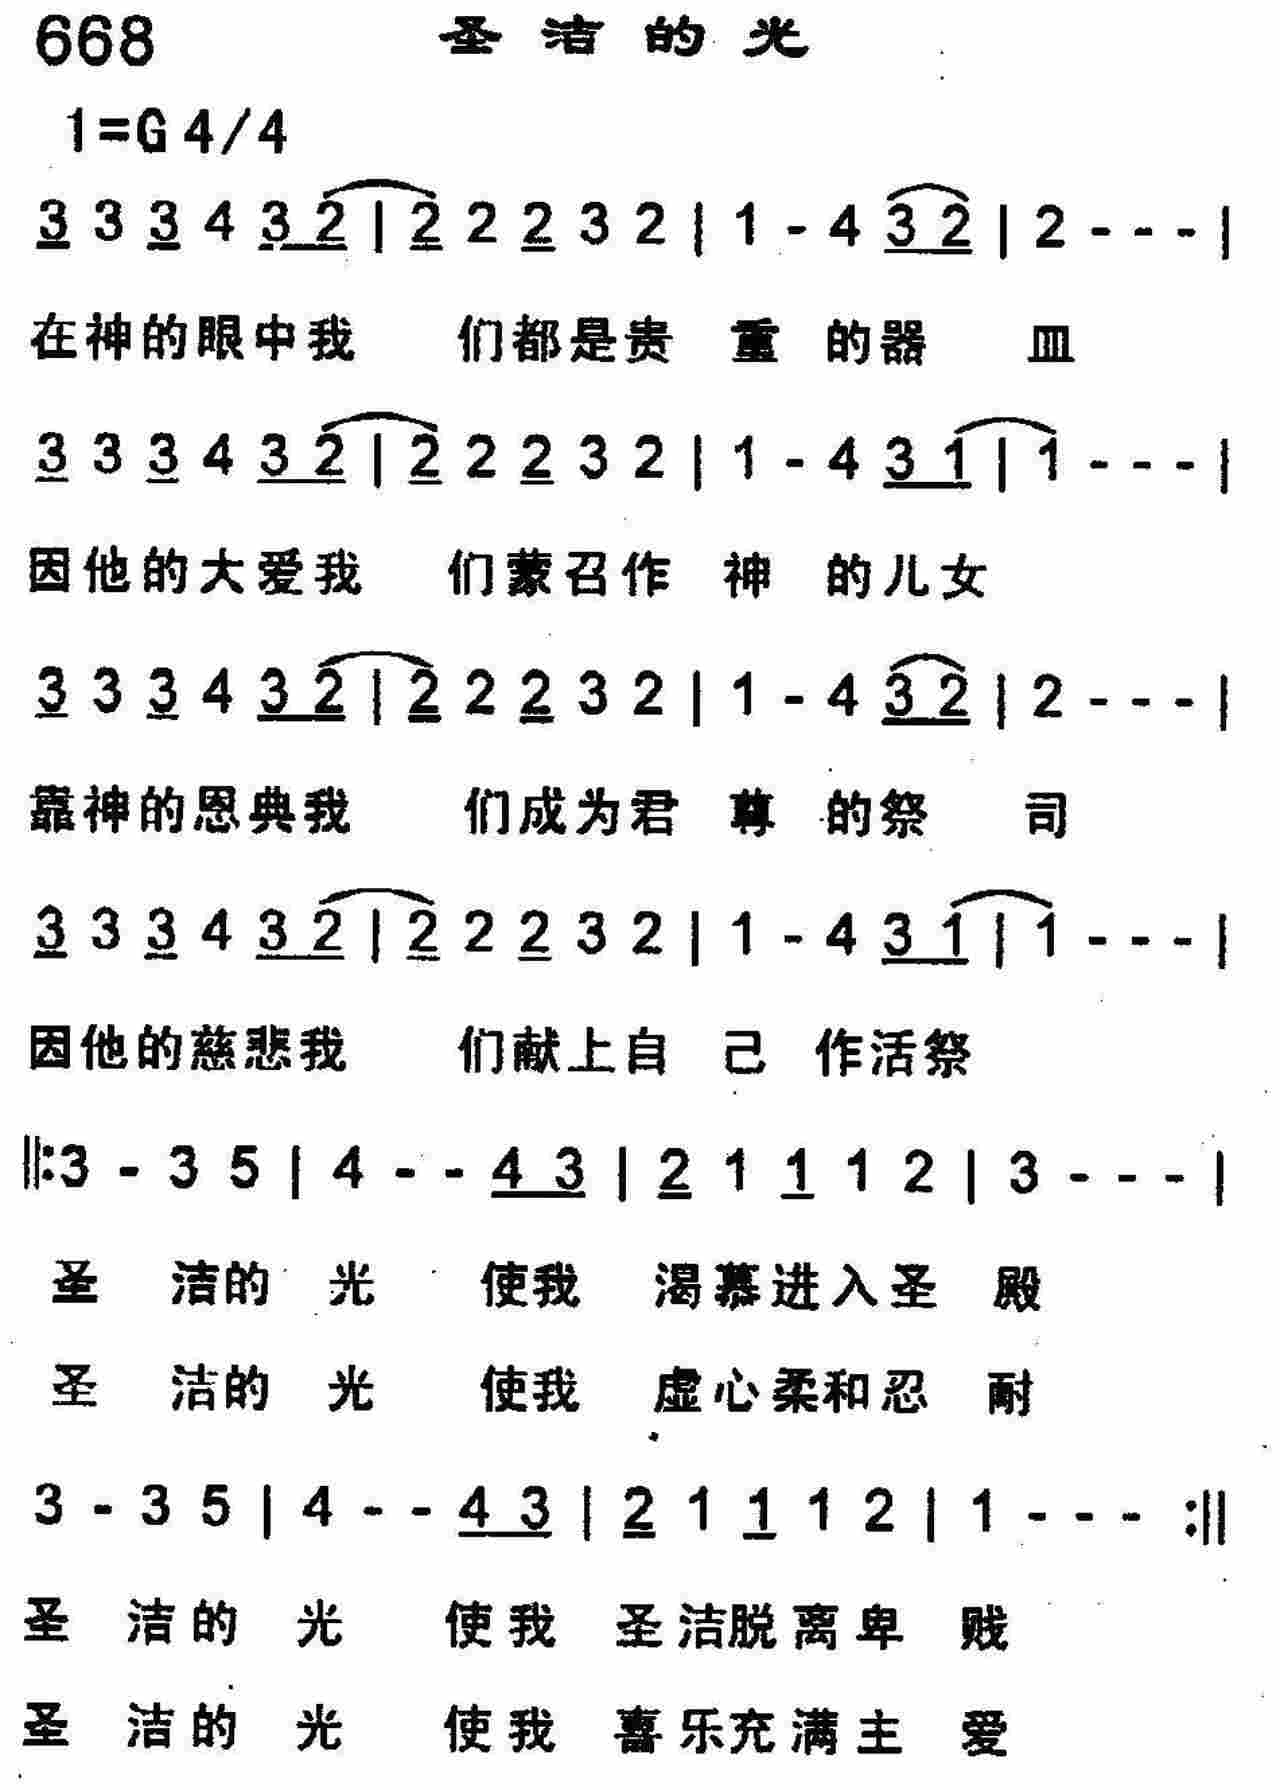 668 圣洁的光
1=G 4/4
3 3 3 4 3 2 | 2 2 2 3 2 | 1 - 4 3 2 | 2 - - - |
在神的眼中我 们都是贵 重 的器 皿
3 3 3 4 3 2 | 2 2 2 3 2 | 1 - 4 3 1 | 1 - - - |
因他的大爱我 们蒙召作 神 的儿女
3 3 3 4 3 2 | 2 2 2 3 2 | 1 - 4 3 2 | 2 - - - |
靠神的恩典我 们成为君 尊 的祭 司
3 3 3 4 3 2 | 2 2 2 3 2 | 1 - 4 3 1 | 1 - - - |
因他的慈悲我 们献上自 己 作活祭
‖:3 - 3 5 | 4 - - 4 3 | 2 1 1 1 2 | 3 - - - |
圣 洁的 光 使我 渴慕进入圣 殿
圣 洁的 光 使我 虚心柔和忍 耐
3 - 3 5 | 4 - - 4 3 | 2 1 1 1 2 | 1 - - - :‖
圣 洁的 光 使我 圣洁脱离卑 贱
圣 洁的 光 使我 喜乐充满主 爱